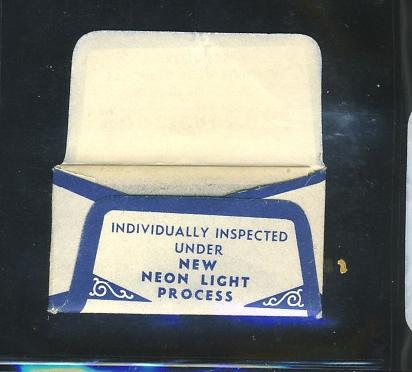 INDIVIDUALLY INSPECTED
UNDER
NEW
NEON LIGHT
PROCESS